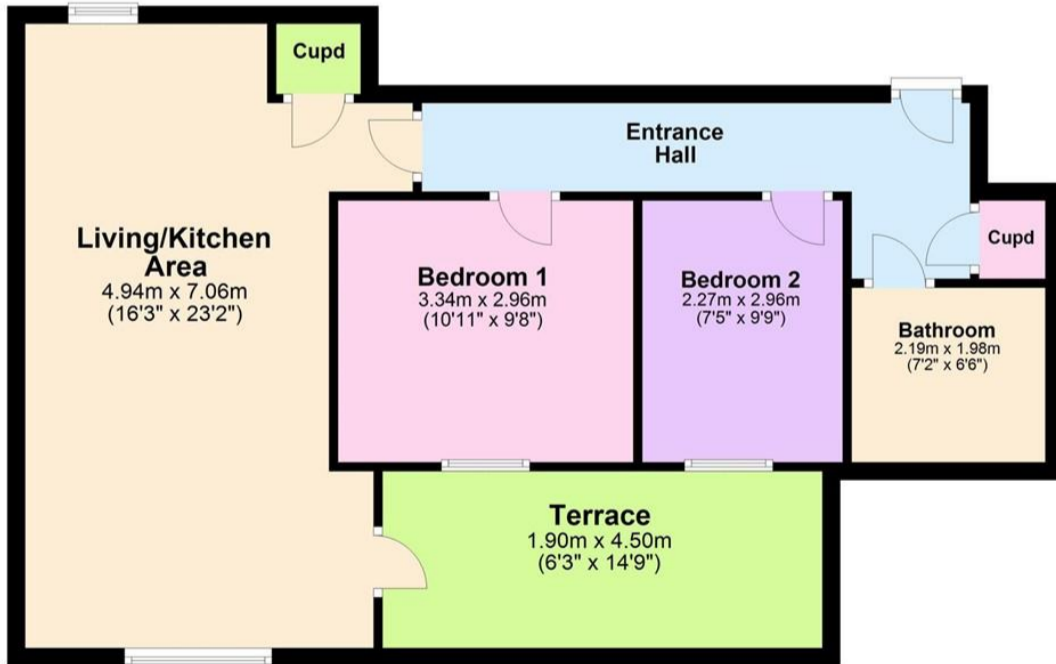 Cupd
Entrance
Hall
Living/Kitchen
Area
4.94m x 7.06m
(16'3" x 23'2")
Bedroom 1
3.34m x 2.96m
(10'11" x 9'8")
Bedroom 2
2.27m x 2.96m
(7'5" x 9'9")
Cupd
Bathroom
2.19m x 1.98m
(7'2" x 6'6")
Terrace
1.90m x 4.50m
(6'3" x 14'9")